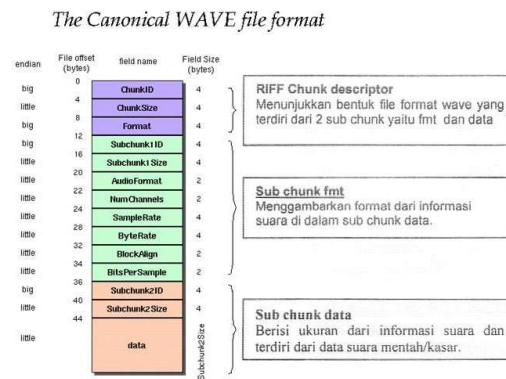 The Canonical WAVE file format
endian File offset (bytes) field name Field Size (bytes)
0
big ChunkID 4
4
little ChunkSize 4
8
big Format 4
12
big Subchunk1ID 4
16
little Subchunk1Size 4
20
little AudioFormat 2
22
little NumChannels 2
24
little SampleRate 4
28
little ByteRate 4
32
little BlockAlign 2
34
little BitsPerSample 2
36
big Subchunk2ID 4
40
little Subchunk2Size 4
44
little data Subchunk2Size
RIFF Chunk descriptor
Menunjukkan bentuk file format wave yang
terdiri dari 2 sub chunk yaitu fmt dan data
Sub chunk fmt
Menggambarkan format dari informasi
suara di dalam sub chunk data.
Sub chunk data
Berisi ukuran dari informasi suara dan
terdiri dari data suara mentah/kasar.